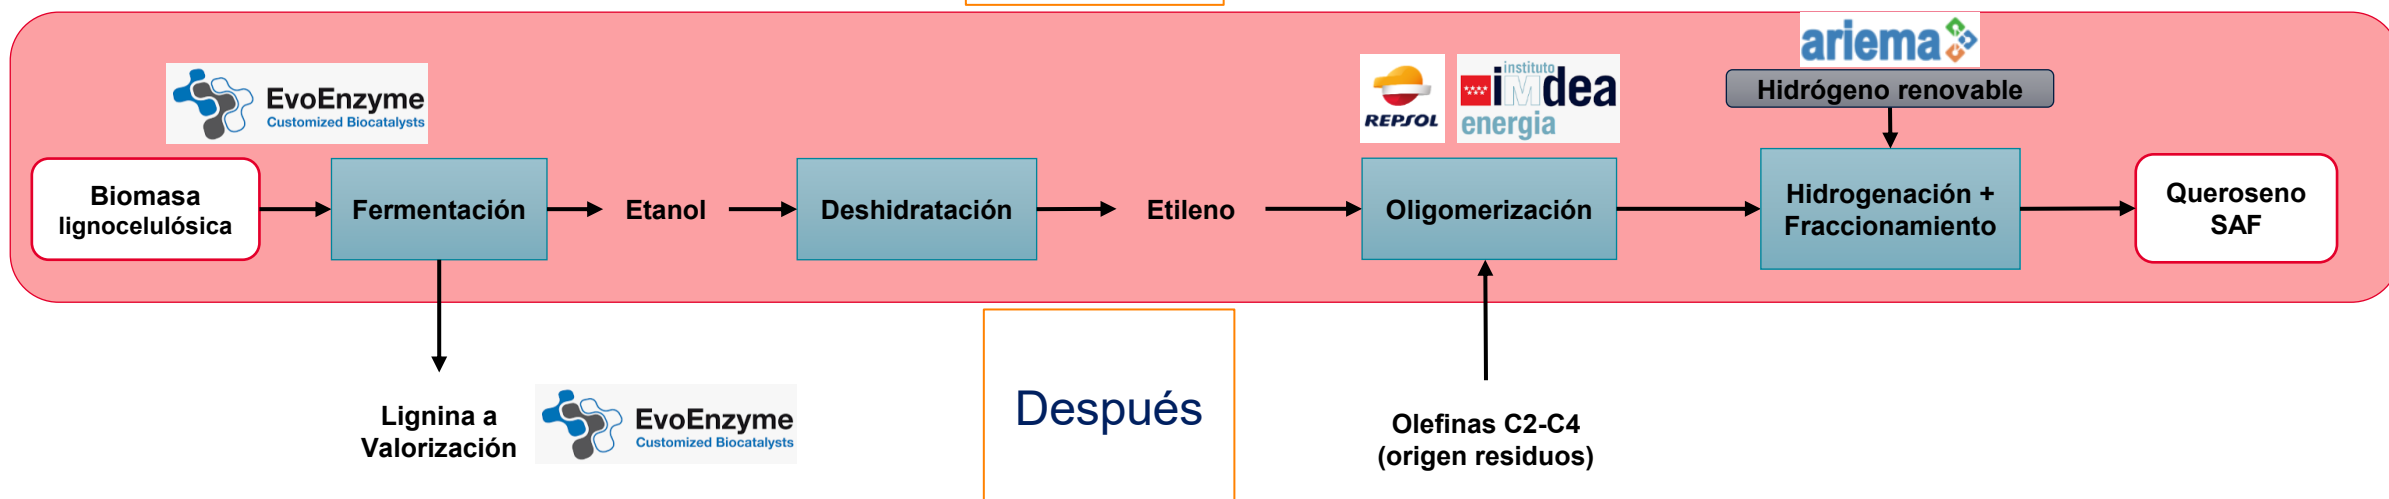 ariema
Hidrógeno renovable
EvoEnzyme
Customized Biocatalysts
REPSOL
instituto
iMdea
energia
Biomasa
lignocelulósica
Fermentación
Etanol
Deshidratación
Etileno
Oligomerización
Hidrogenación +
Fraccionamiento
Queroseno
SAF
Lignina a
Valorización
EvoEnzyme
Customized Biocatalysts
Después
Olefinas C2-C4
(origen residuos)